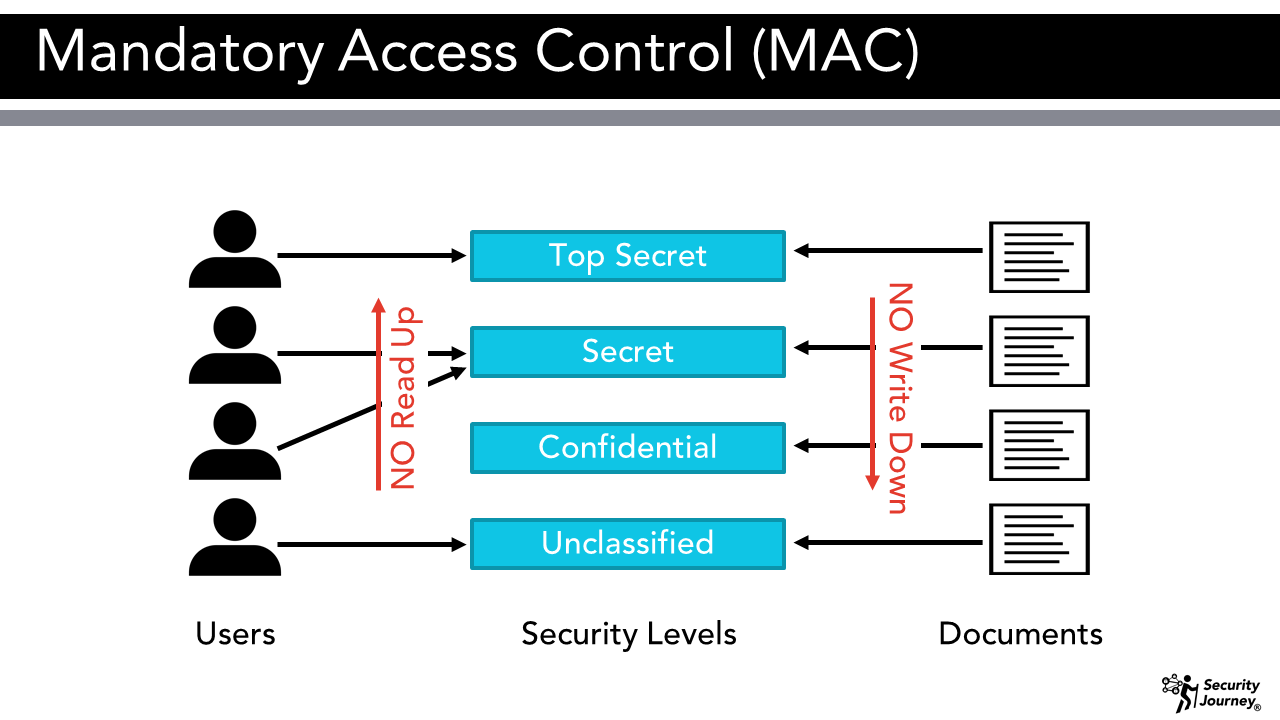 Mandatory Access Control (MAC)
Top Secret
NO Read Up
NO Write Down
Secret
Confidential
Unclassified
Users
Security Levels
Documents
Security
Journey®